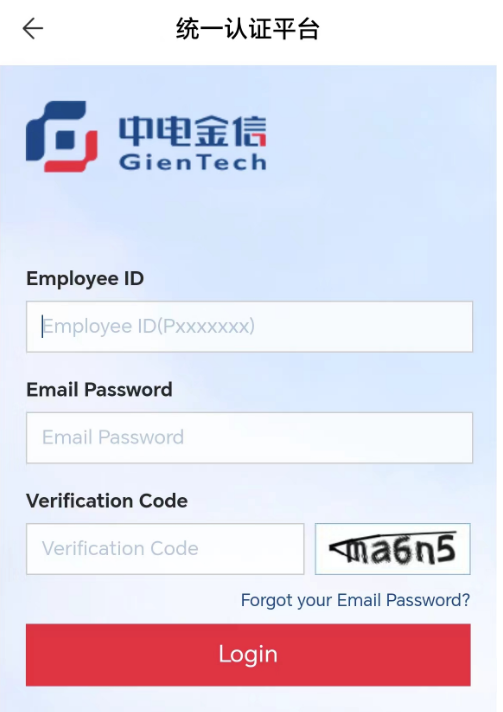 统一认证平台
中电金信
GienTech
Employee ID
Employee ID(Pxxxxxxx)
Email Password
Email Password
Verification Code
Verification Code
ma6n5
Forgot your Email Password?
Login